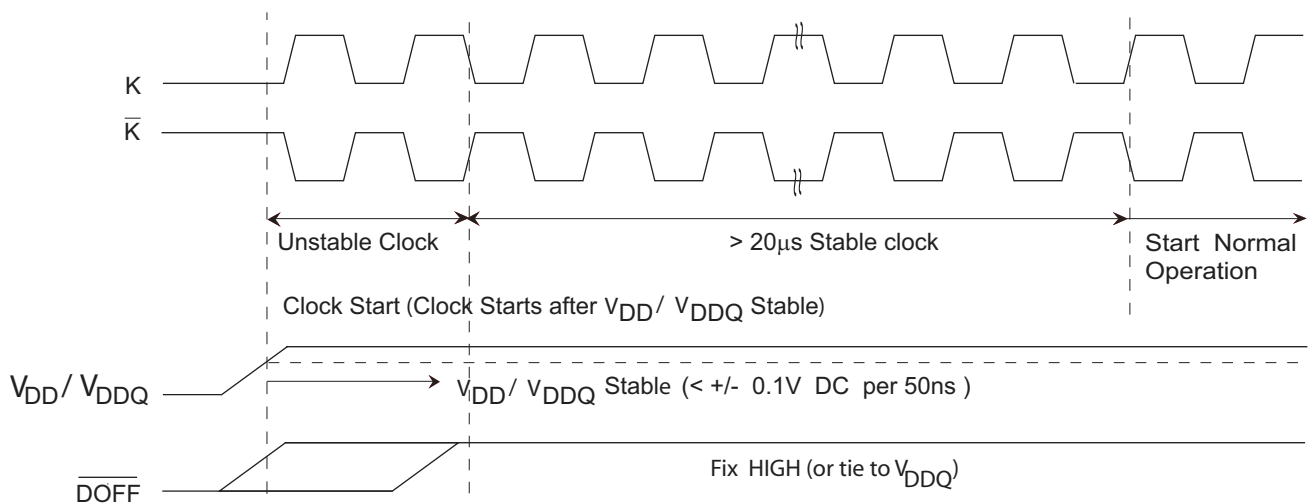 K
K̅
Unstable Clock
> 20μs Stable clock
Start Normal
Operation
Clock Start (Clock Starts after VDD / VDDQ Stable)
VDD / VDDQ
VDD / VDDQ Stable (< +/- 0.1V DC per 50ns )
Fix HIGH (or tie to VDDQ)
D̅O̅F̅F̅